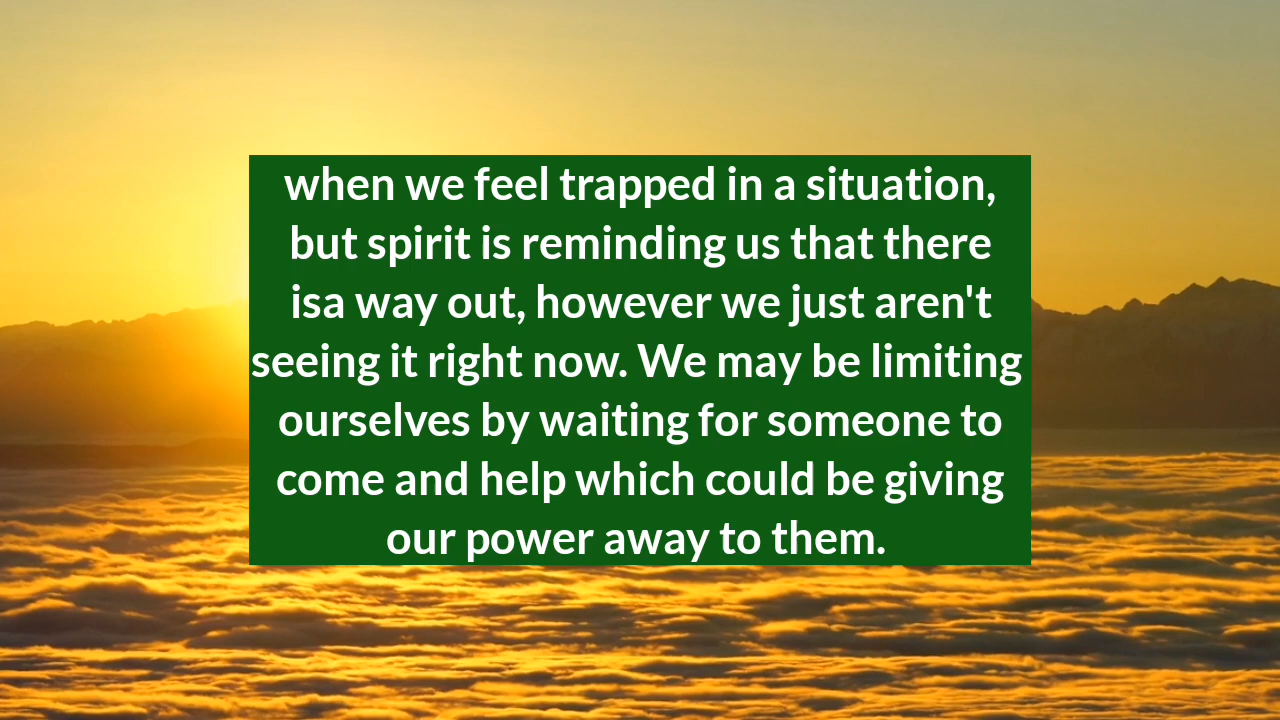 when we feel trapped in a situation,
but spirit is reminding us that there
isa way out, however we just aren't
seeing it right now. We may be limiting
ourselves by waiting for someone to
come and help which could be giving
our power away to them.